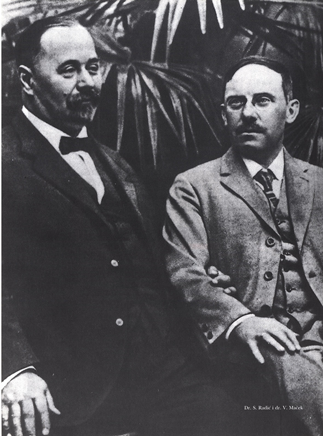 Dr. S. Radić i dr. V. Maček